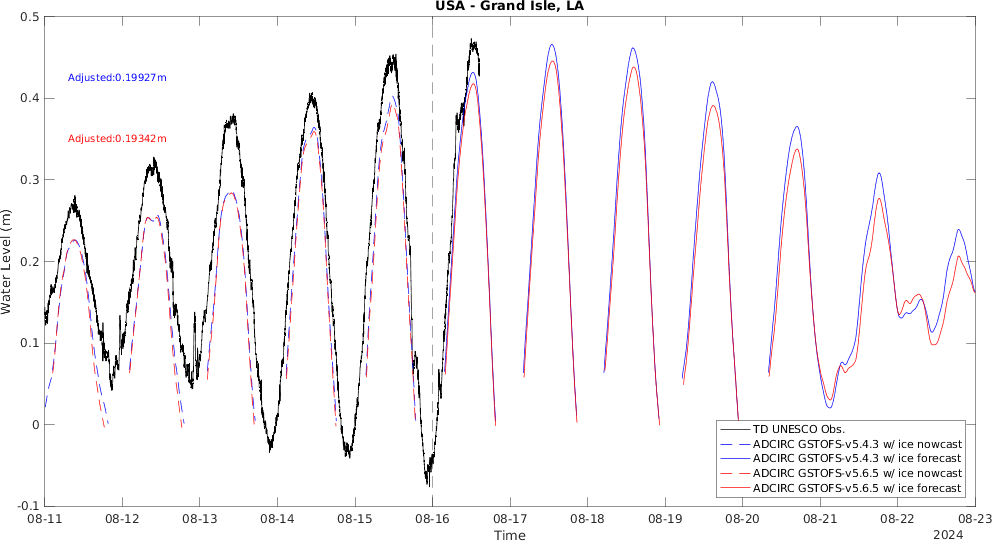 USA - Grand Isle, LA
0.5
0.4
0.3
0.2
0.1
0
-0.1
Water Level (m)
Adjusted:0.19927m
Adjusted:0.19342m
TD UNESCO Obs.
ADCIRC GSTOFS-v5.4.3 w/ ice nowcast
ADCIRC GSTOFS-v5.4.3 w/ ice forecast
ADCIRC GSTOFS-v5.6.5 w/ ice nowcast
ADCIRC GSTOFS-v5.6.5 w/ ice forecast
08-11 08-12 08-13 08-14 08-15 08-16 08-17 08-18 08-19 08-20 08-21 08-22 08-23
Time
2024